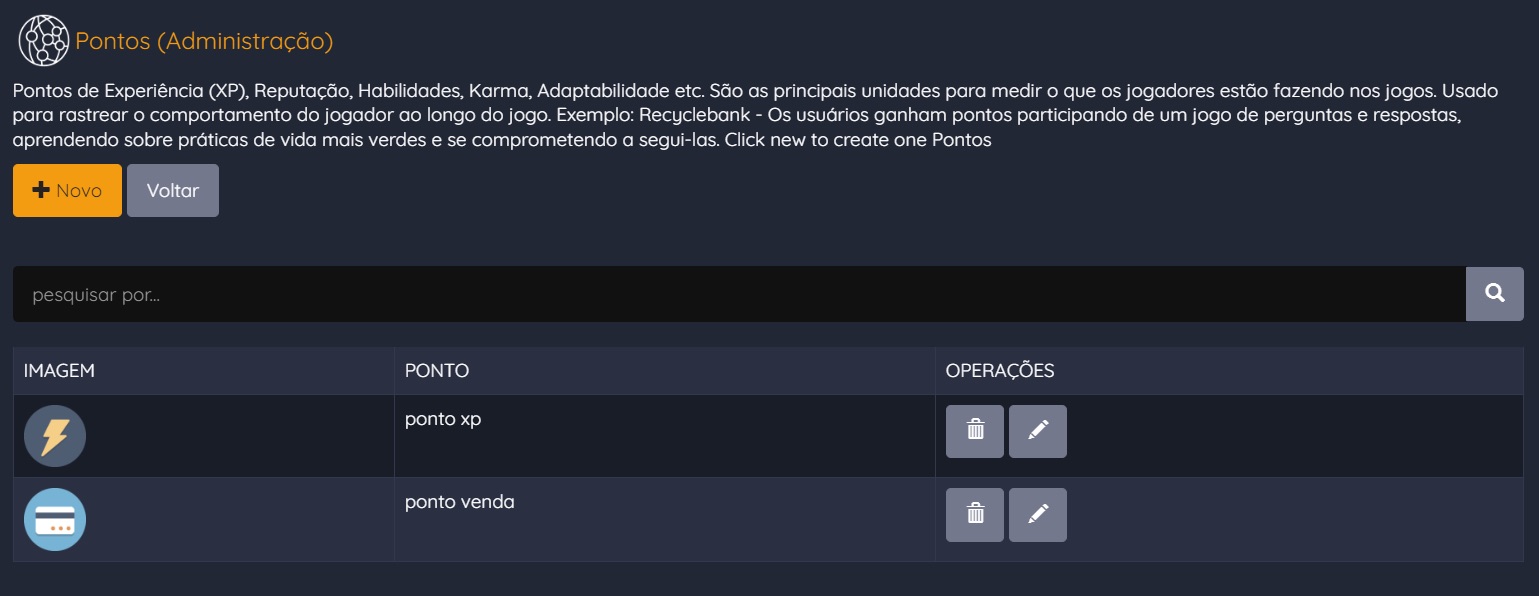 Pontos (Administração)
Pontos de Experiência (XP), Reputação, Habilidades, Karma, Adaptabilidade etc. São as principais unidades para medir o que os jogadores estão fazendo nos jogos. Usado
para rastrear o comportamento do jogador ao longo do jogo. Exemplo: Recyclebank - Os usuários ganham pontos participando de um jogo de perguntas e respostas,
aprendendo sobre práticas de vida mais verdes e se comprometendo a segui-las. Click new to create one Pontos
Novo Voltar
pesquisar por...
IMAGEM PONTO OPERAÇÕES
ponto xp
ponto venda